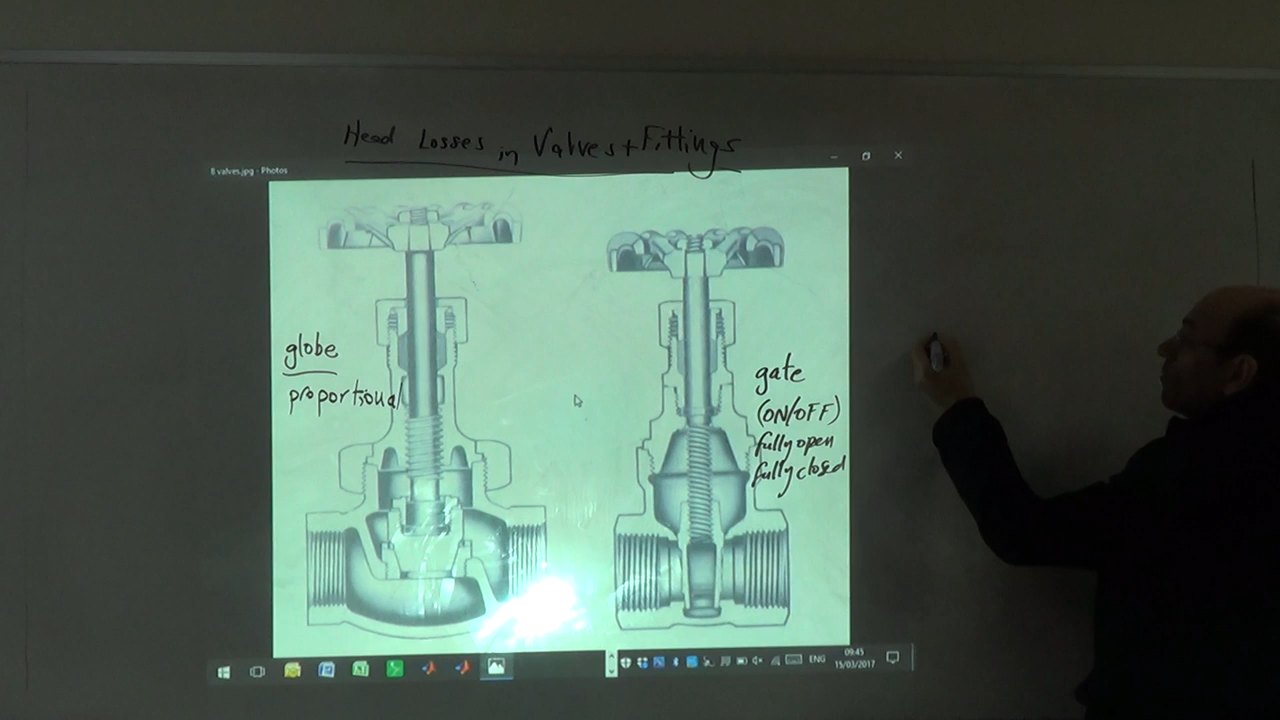 Head Losses in Valves + Fittings
8 valves.jpg - Photos
globe
proportional
gate
(ON/OFF)
fully open
fully closed
ENG
09:45
15/03/2017